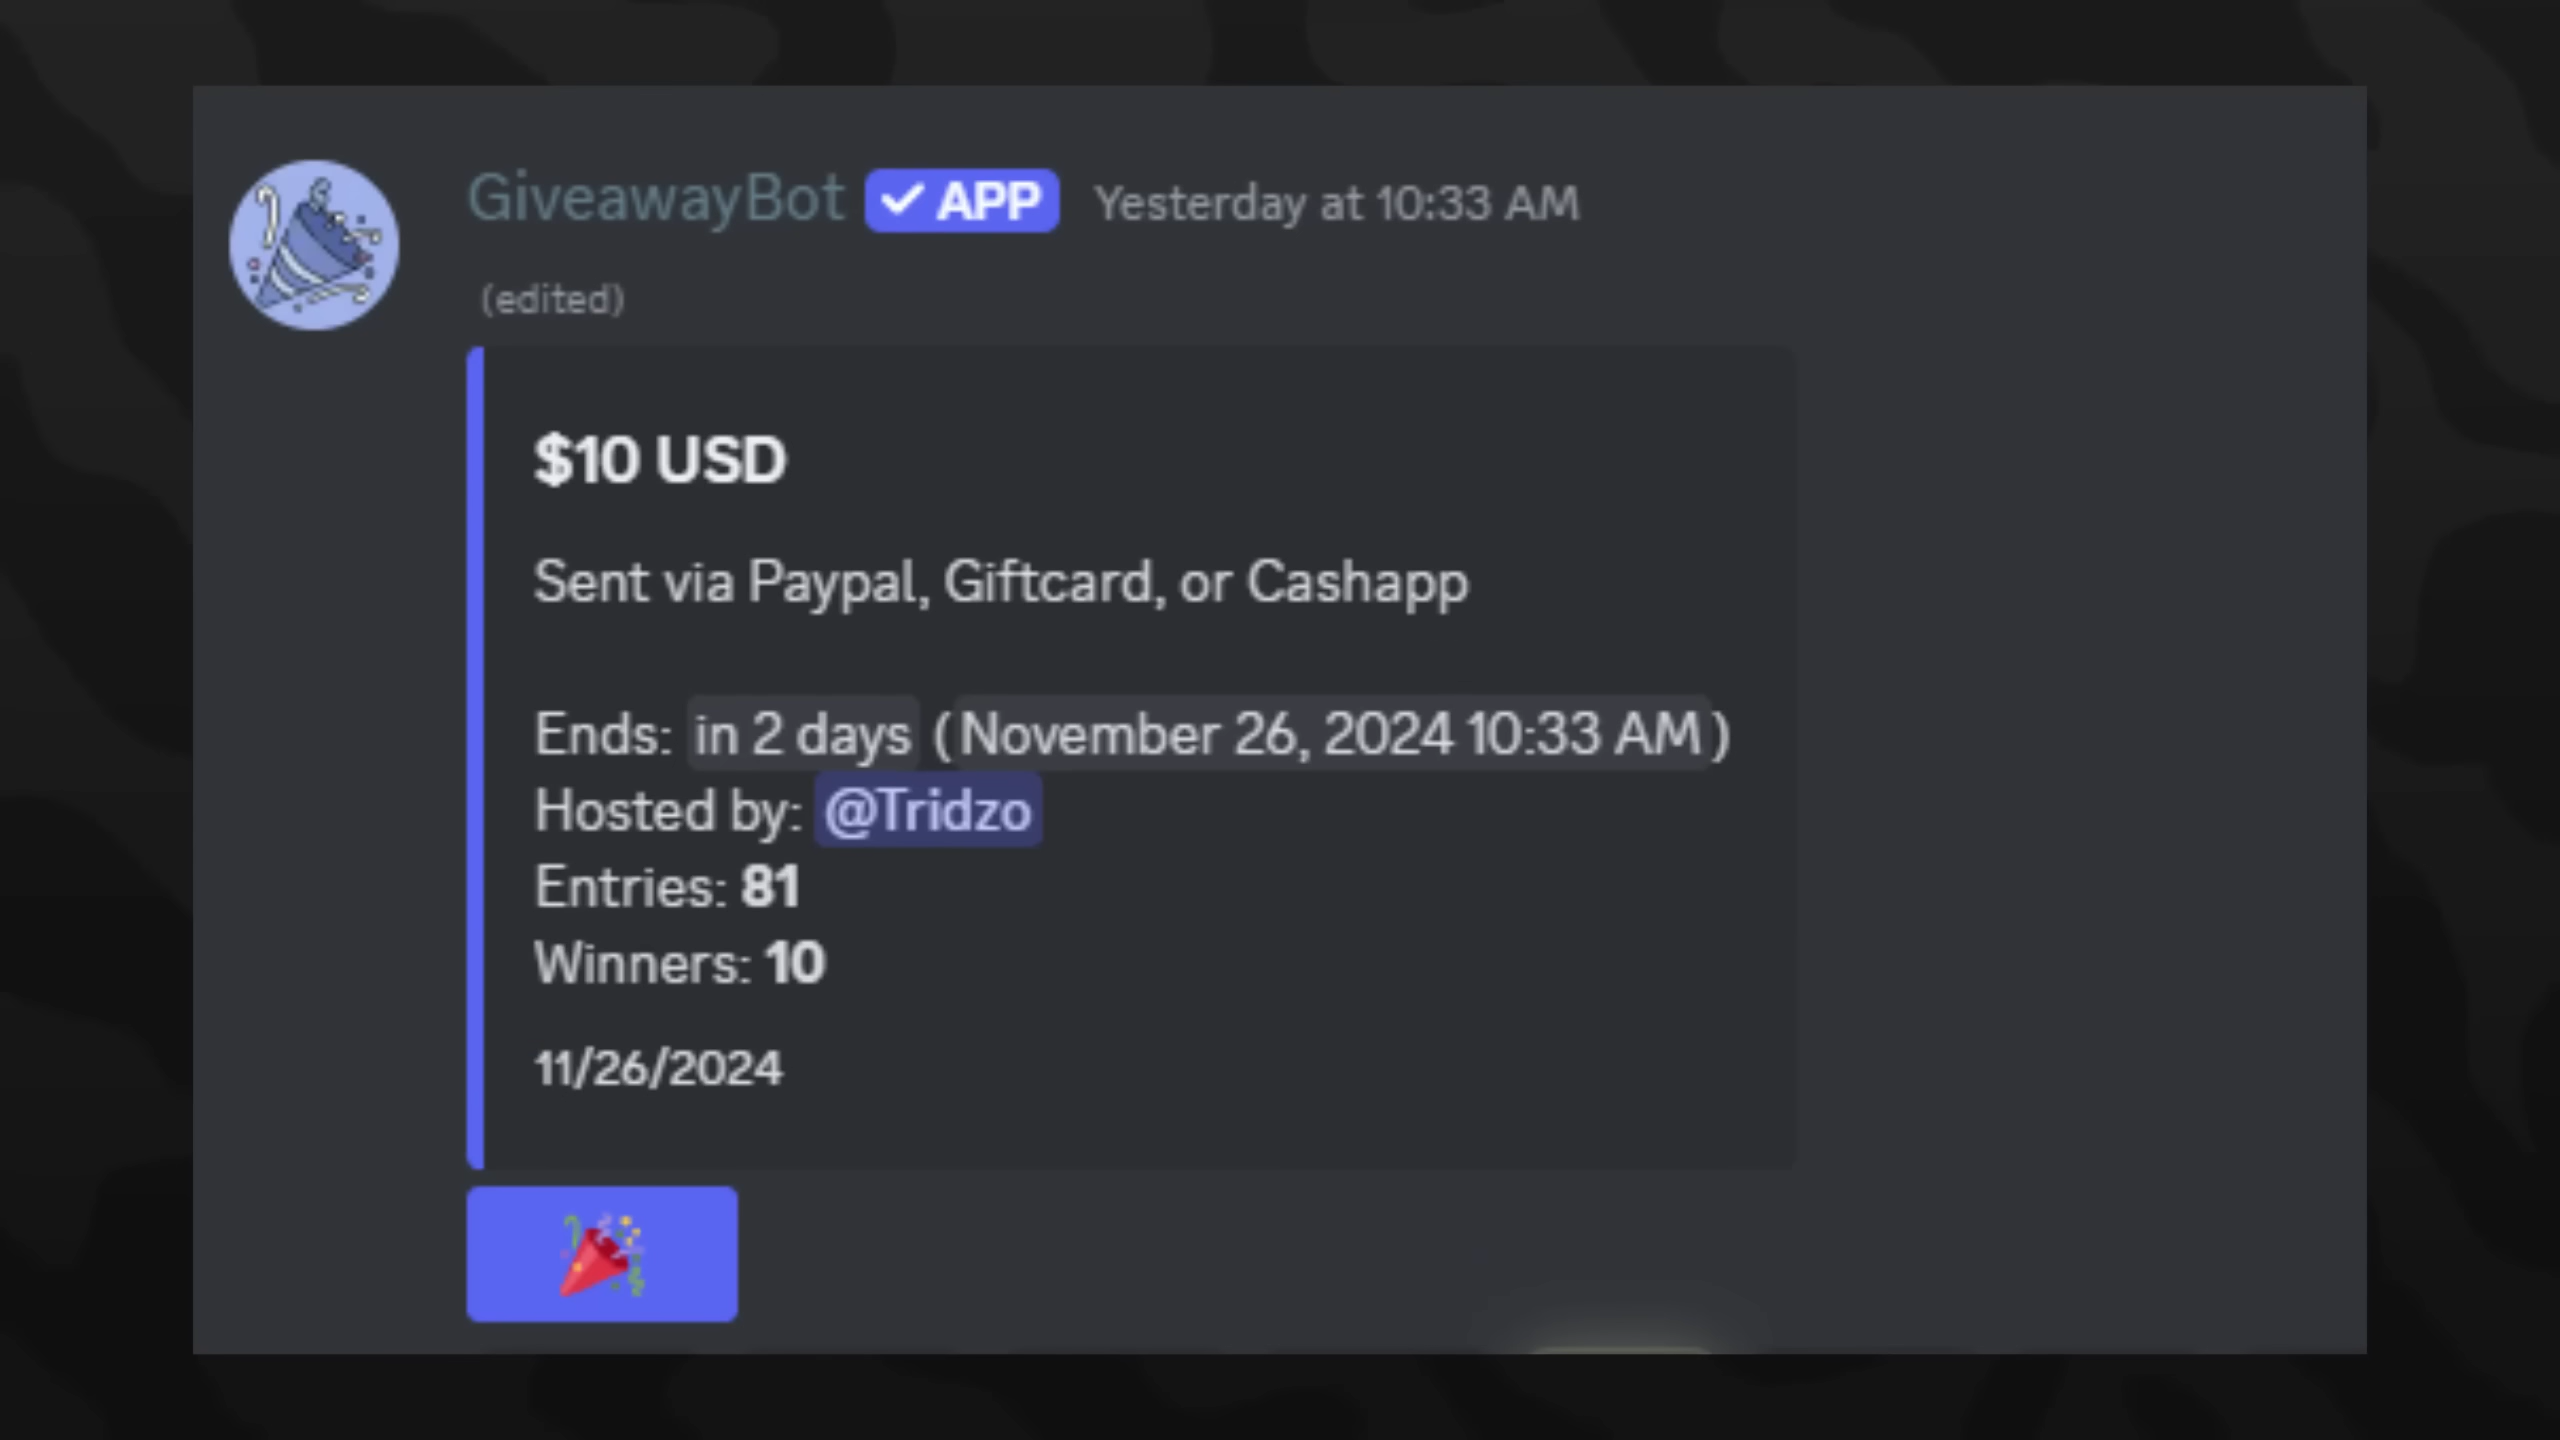 GiveawayBot ✓ APP Yesterday at 10:33 AM
(edited)
$10 USD
Sent via Paypal, Giftcard, or Cashapp
Ends: in 2 days (November 26, 2024 10:33 AM)
Hosted by: @Tridzo
Entries: 81
Winners: 10
11/26/2024